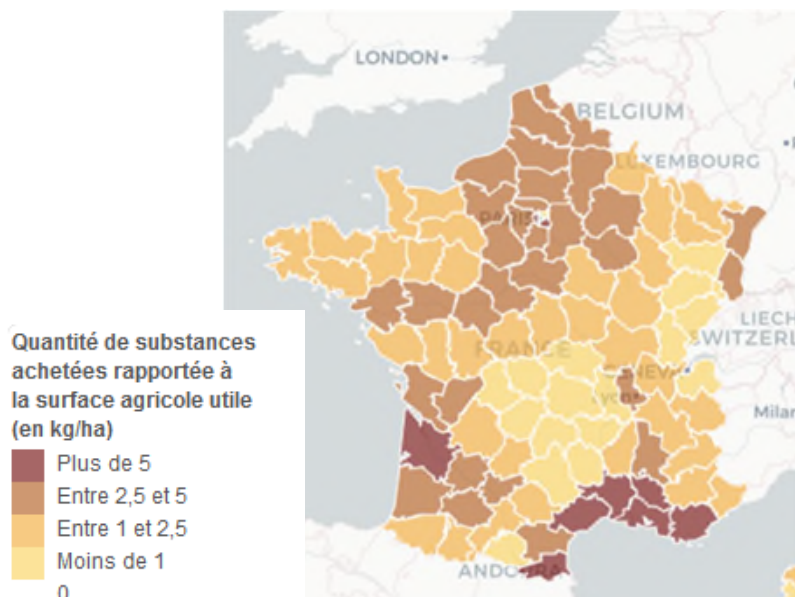 LONDON
BELGIUM
LUXEMBOURG
PARIS
LIECH
SWITZERL
FRANCE
GENEVA
Lyon
Milan
ANDORRA
Quantité de substances
achetées rapportée à
la surface agricole utile
(en kg/ha)
Plus de 5
Entre 2,5 et 5
Entre 1 et 2,5
Moins de 1
0